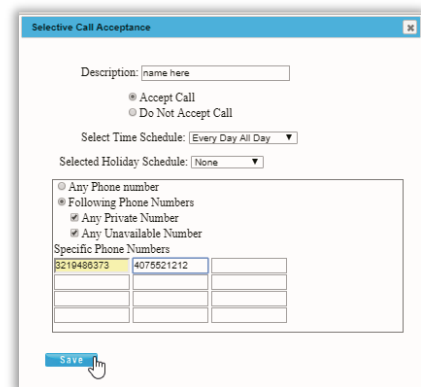 Selective Call Acceptance
Description: name here
Accept Call
Do Not Accept Call
Select Time Schedule: Every Day All Day
Selected Holiday Schedule: None
Any Phone number
Following Phone Numbers
Any Private Number
Any Unavailable Number
Specific Phone Numbers
3219486373 4075521212
Save